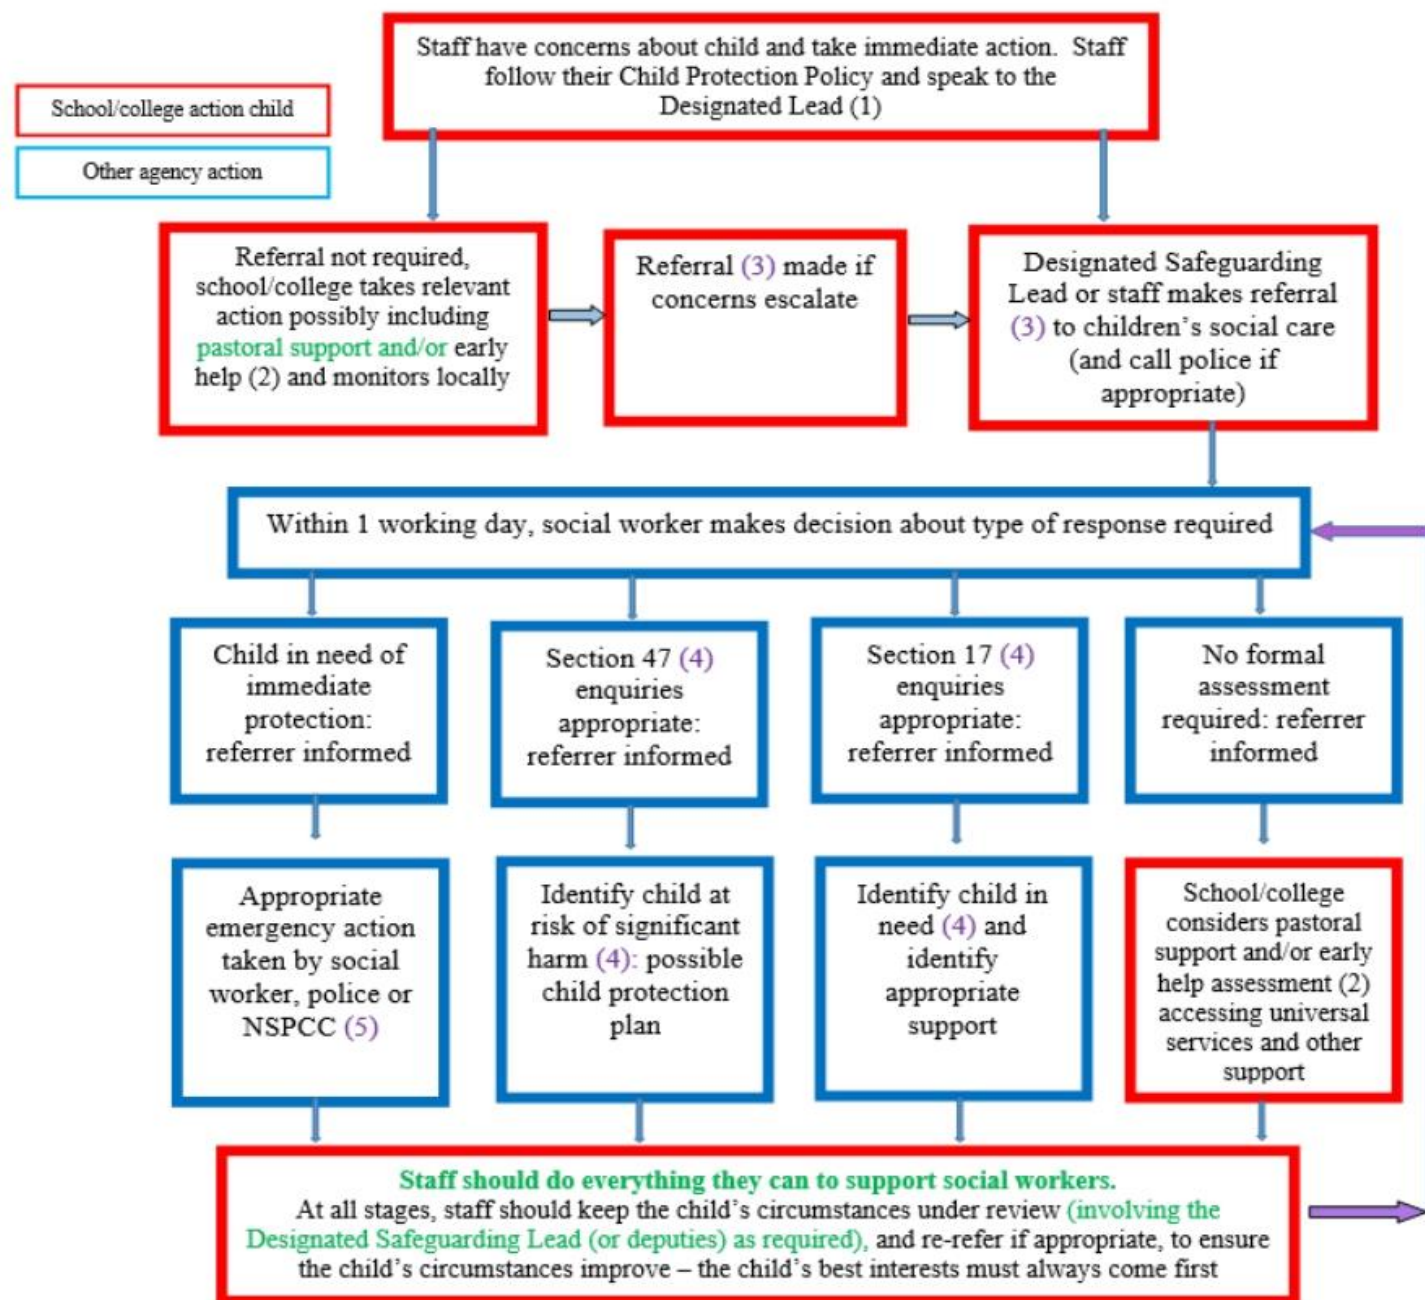 Staff have concerns about child and take immediate action.  Staff
follow their Child Protection Policy and speak to the
Designated Lead (1)
School/college action child
Other agency action
Referral not required,
school/college takes relevant
action possibly including
pastoral support and/or early
help (2) and monitors locally
Referral (3) made if
concerns escalate
Designated Safeguarding
Lead or staff makes referral
(3) to children’s social care
(and call police if
appropriate)
Within 1 working day, social worker makes decision about type of response required
Child in need of
immediate
protection:
referrer informed
Section 47 (4)
enquiries
appropriate:
referrer informed
Section 17 (4)
enquiries
appropriate:
referrer informed
No formal
assessment
required: referrer
informed
Appropriate
emergency action
taken by social
worker, police or
NSPCC (5)
Identify child at
risk of significant
harm (4): possible
child protection
plan
Identify child in
need (4) and
identify
appropriate
support
School/college
considers pastoral
support and/or early
help assessment (2)
accessing universal
services and other
support
Staff should do everything they can to support social workers.
At all stages, staff should keep the child’s circumstances under review (involving the
Designated Safeguarding Lead (or deputies) as required), and re-refer if appropriate, to ensure
the child’s circumstances improve – the child’s best interests must always come first